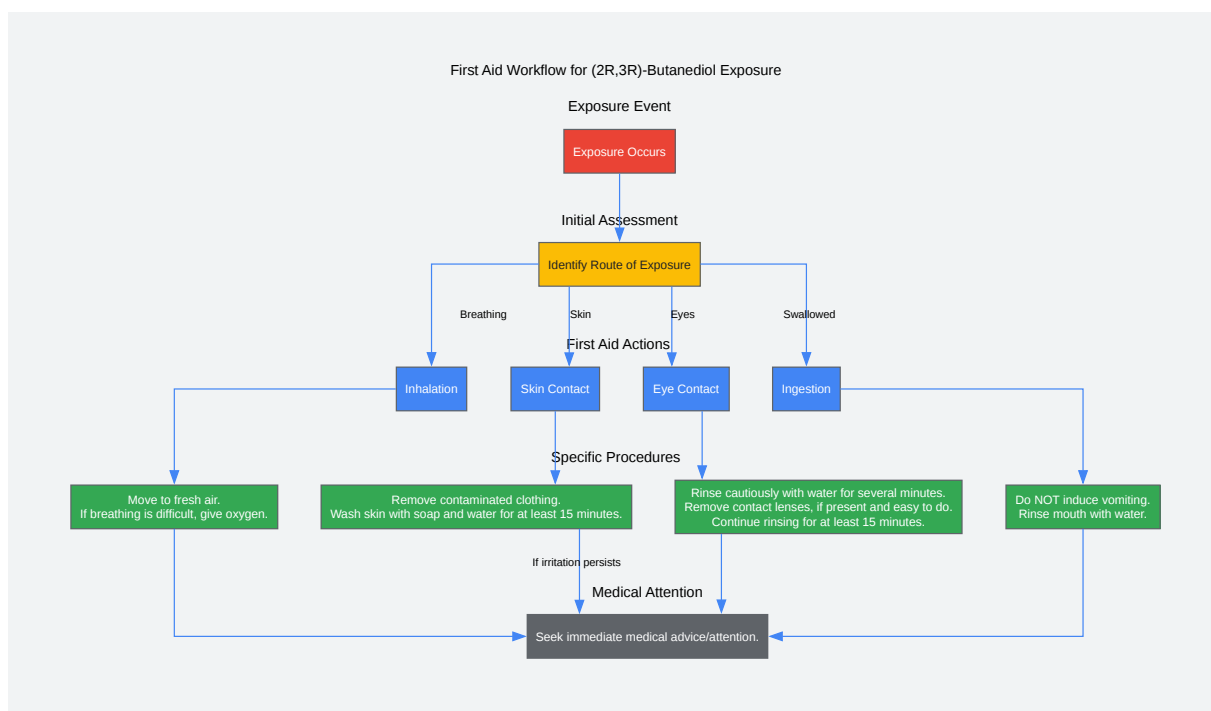 First Aid Workflow for (2R,3R)-Butanediol Exposure
Exposure Event
Exposure Occurs
Initial Assessment
Identify Route of Exposure
Breathing
Skin
Eyes
Swallowed
First Aid Actions
Inhalation
Skin Contact
Eye Contact
Ingestion
Specific Procedures
Move to fresh air.
If breathing is difficult, give oxygen.
Remove contaminated clothing.
Wash skin with soap and water for at least 15 minutes.
Rinse cautiously with water for several minutes.
Remove contact lenses, if present and easy to do.
Continue rinsing for at least 15 minutes.
Do NOT induce vomiting.
Rinse mouth with water.
If irritation persists
Medical Attention
Seek immediate medical advice/attention.